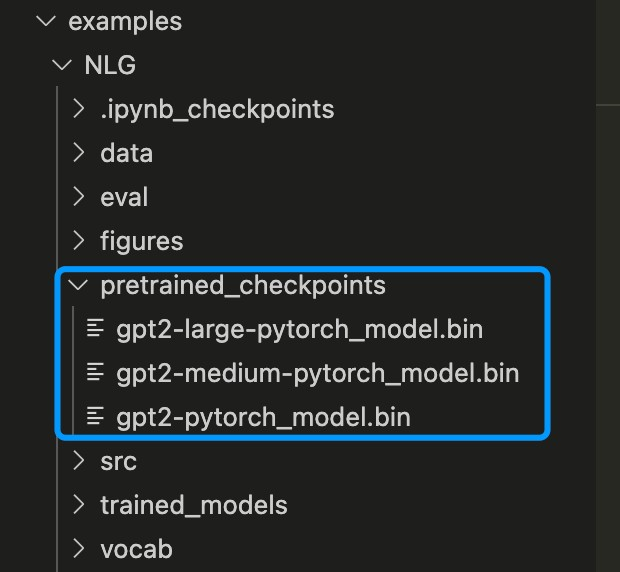 examples
NLG
.ipynb_checkpoints
data
eval
figures
pretrained_checkpoints
gpt2-large-pytorch_model.bin
gpt2-medium-pytorch_model.bin
gpt2-pytorch_model.bin
src
trained_models
vocab